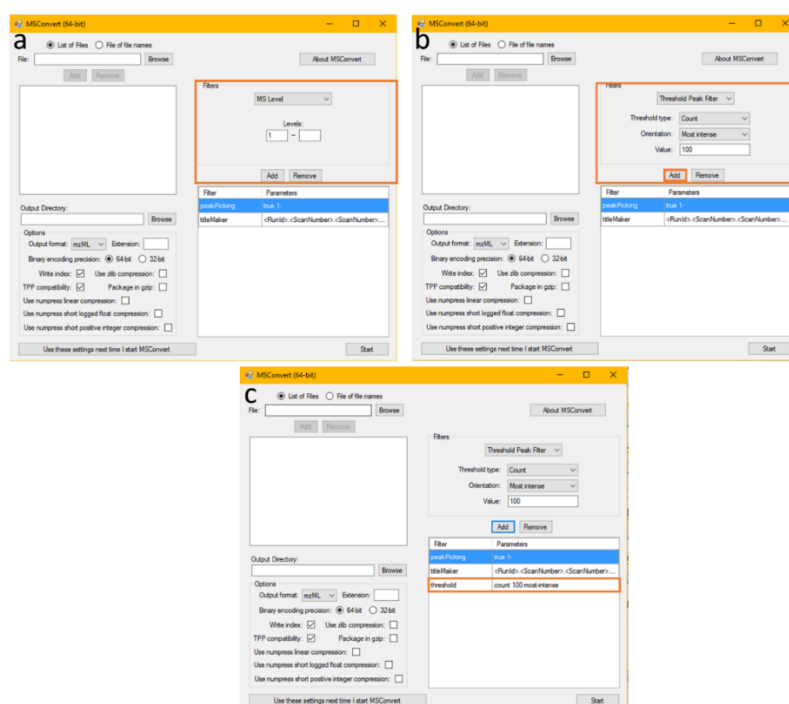 MSConvert (64-bit)
a
List of Files File of file names
File: Browse About MSConvert
Add Remove
Filters
MS Level
Levels:
1 -
Add Remove
Filter Parameters
peakPicking true 1-
titleMaker <RunId>.<ScanNumber>.<ScanNumber>....
Output Directory:
Browse
Options
Output format: mzML Extension:
Binary encoding precision: 64-bit 32-bit
Write index: Use zlib compression:
TPP compatibility: Package in gzip:
Use numpress linear compression:
Use numpress short logged float compression:
Use numpress short positive integer compression:
Use these settings next time I start MSConvert Start
MSConvert (64-bit)
b
List of Files File of file names
File: Browse About MSConvert
Add Remove
Filters
Threshold Peak Filter
Threshold type: Count
Orientation: Most intense
Value: 100
Add Remove
Filter Parameters
peakPicking true 1-
titleMaker <RunId>.<ScanNumber>.<ScanNumber>....
Output Directory:
Browse
Options
Output format: mzML Extension:
Binary encoding precision: 64-bit 32-bit
Write index: Use zlib compression:
TPP compatibility: Package in gzip:
Use numpress linear compression:
Use numpress short logged float compression:
Use numpress short positive integer compression:
Use these settings next time I start MSConvert Start
MSConvert (64-bit)
c
List of Files File of file names
File: Browse About MSConvert
Add Remove
Filters
Threshold Peak Filter
Threshold type: Count
Orientation: Most intense
Value: 100
Add Remove
Filter Parameters
peakPicking true 1-
titleMaker <RunId>.<ScanNumber>.<ScanNumber>....
threshold count 100 most-intense
Output Directory:
Browse
Options
Output format: mzML Extension:
Binary encoding precision: 64-bit 32-bit
Write index: Use zlib compression:
TPP compatibility: Package in gzip:
Use numpress linear compression:
Use numpress short logged float compression:
Use numpress short positive integer compression:
Use these settings next time I start MSConvert Start